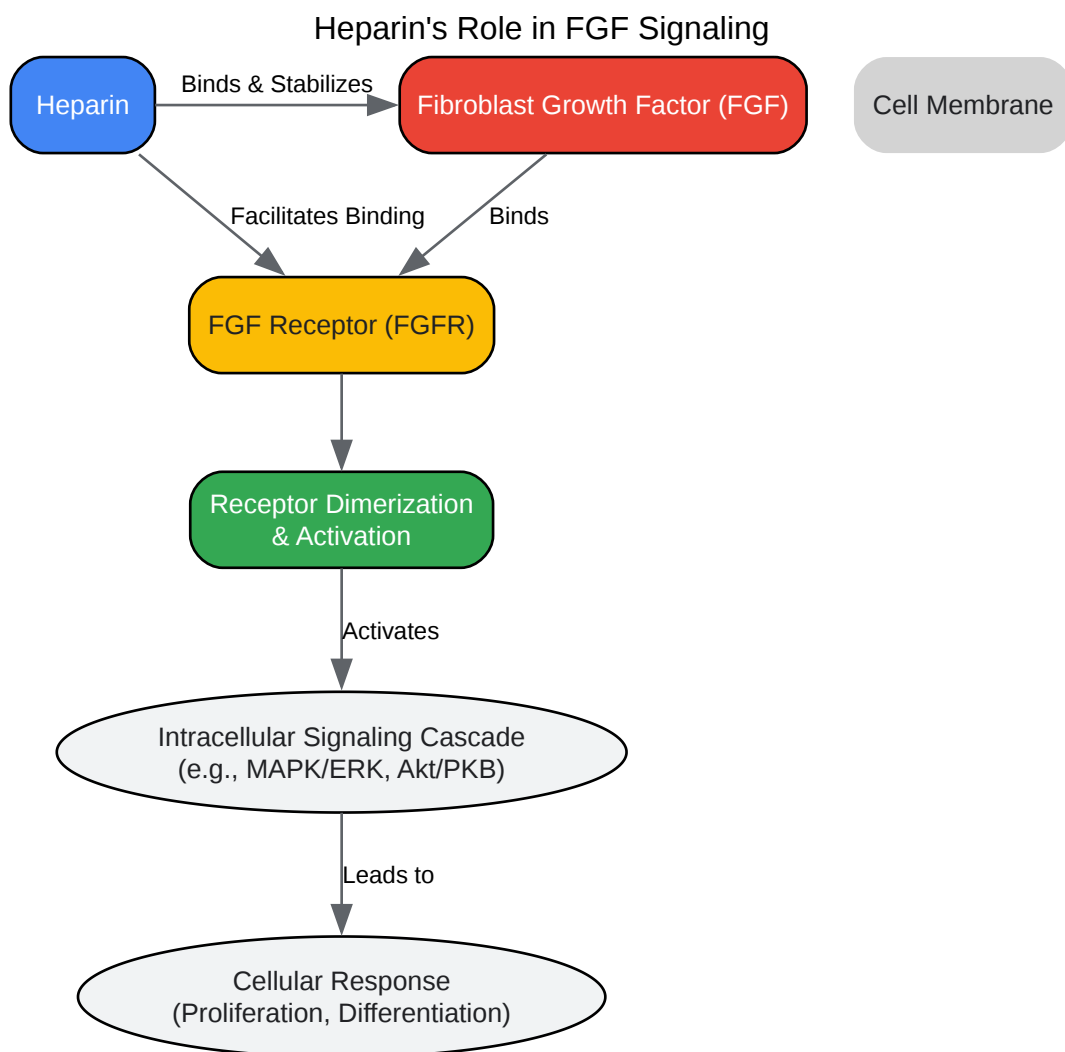 Heparin's Role in FGF Signaling
Heparin
Binds & Stabilizes
Fibroblast Growth Factor (FGF)
Cell Membrane
Facilitates Binding
Binds
FGF Receptor (FGFR)
Receptor Dimerization
& Activation
Activates
Intracellular Signaling Cascade
(e.g., MAPK/ERK, Akt/PKB)
Leads to
Cellular Response
(Proliferation, Differentiation)